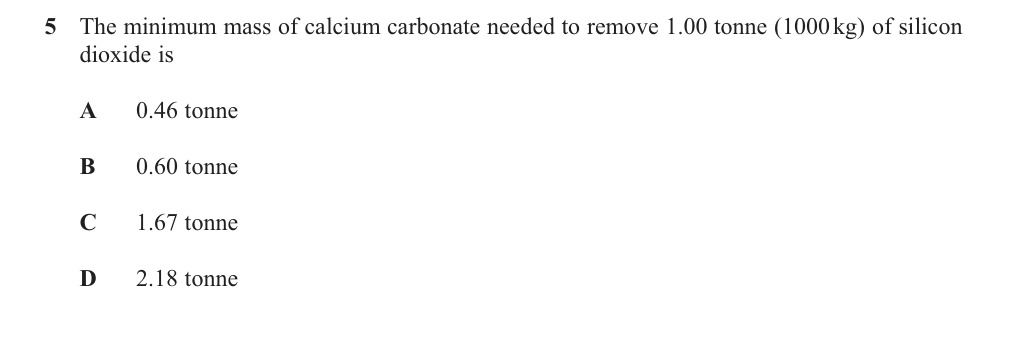 5 The minimum mass of calcium carbonate needed to remove 1.00 tonne (1000 kg) of silicon
dioxide is
A 0.46 tonne
B 0.60 tonne
C 1.67 tonne
D 2.18 tonne